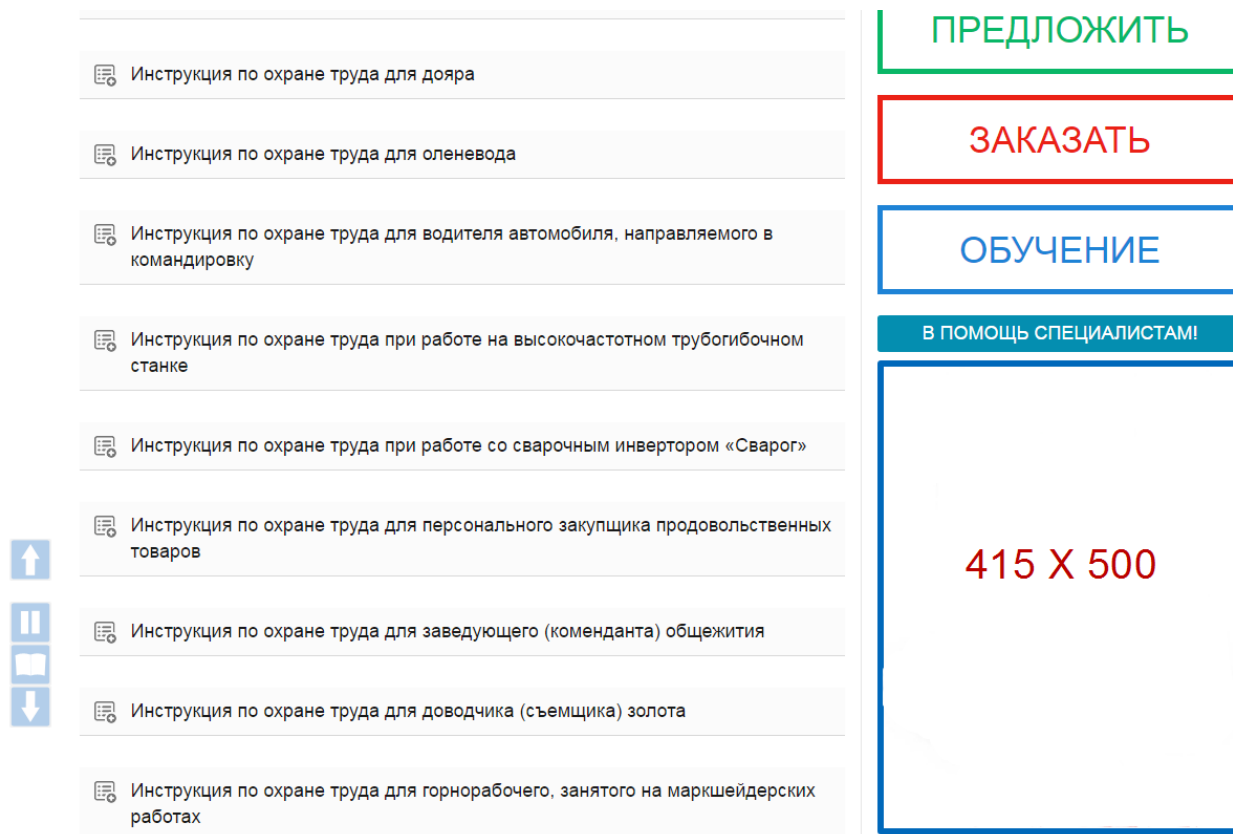 Инструкция по охране труда для дояра
Инструкция по охране труда для оленевода
Инструкция по охране труда для водителя автомобиля, направляемого в
командировку
Инструкция по охране труда при работе на высокочастотном трубогибочном
станке
Инструкция по охране труда при работе со сварочным инвертором «Сварог»
Инструкция по охране труда для персонального закупщика продовольственных
товаров
Инструкция по охране труда для заведующего (коменданта) общежития
Инструкция по охране труда для доводчика (съемщика) золота
Инструкция по охране труда для горнорабочего, занятого на маркшейдерских
работах
ПРЕДЛОЖИТЬ
ЗАКАЗАТЬ
ОБУЧЕНИЕ
В ПОМОЩЬ СПЕЦИАЛИСТАМ!
415 X 500